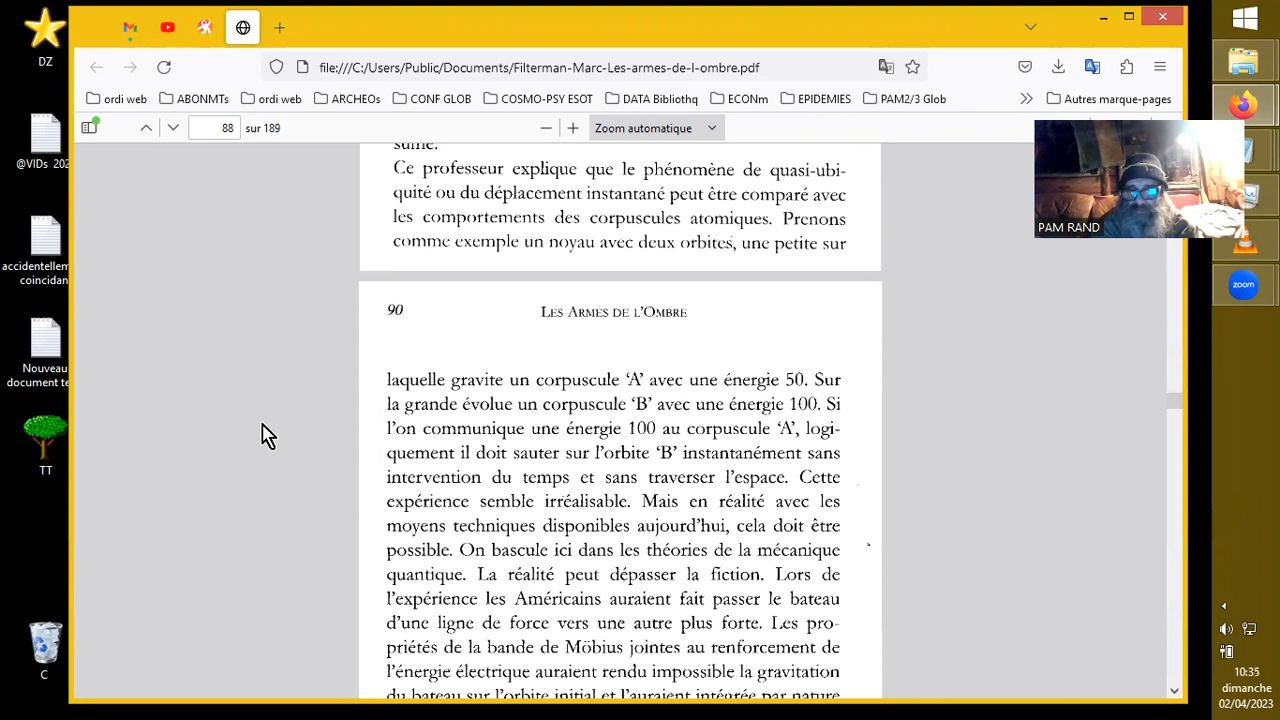 DZ
@VIDs 202
accidentellem
coincidan
Nouveau
document te
TT
C
file:///C:/Users/Public/Documents/Filterman-Marc-Les-armes-de-l-ombre.pdf
ordi web
ABONMTs
ordi web
ARCHEOs
CONF GLOB
COSMO-PSY ESOT
DATA Bibliothq
ECONm
EPIDEMIES
PAM2/3 Glob
Autres marque-pages
88 sur 189
Zoom automatique
Ce professeur explique que le phénomène de quasi-ubi-
quité ou du déplacement instantané peut être comparé avec
les comportements des corpuscules atomiques. Prenons
comme exemple un noyau avec deux orbites, une petite sur
90 Les Armes de l'Ombre
laquelle gravite un corpuscule ‘A’ avec une énergie 50. Sur
la grande évolue un corpuscule ‘B’ avec une énergie 100. Si
l’on communique une énergie 100 au corpuscule ‘A’, logi-
quement il doit sauter sur l’orbite ‘B’ instantanément sans
intervention du temps et sans traverser l’espace. Cette
expérience semble irréalisable. Mais en réalité avec les
moyens techniques disponibles aujourd’hui, cela doit être
possible. On bascule ici dans les théories de la mécanique
quantique. La réalité peut dépasser la fiction. Lors de
l’expérience les Américains auraient fait passer le bateau
d’une ligne de force vers une autre plus forte. Les pro-
priétés de la bande de Möbius jointes au renforcement de
l’énergie électrique auraient rendu impossible la gravitation
du bateau sur l’orbite initial et l’auraient intégrée par nature
PAM RAND
zoom
10:35
dimanche
02/04/2023